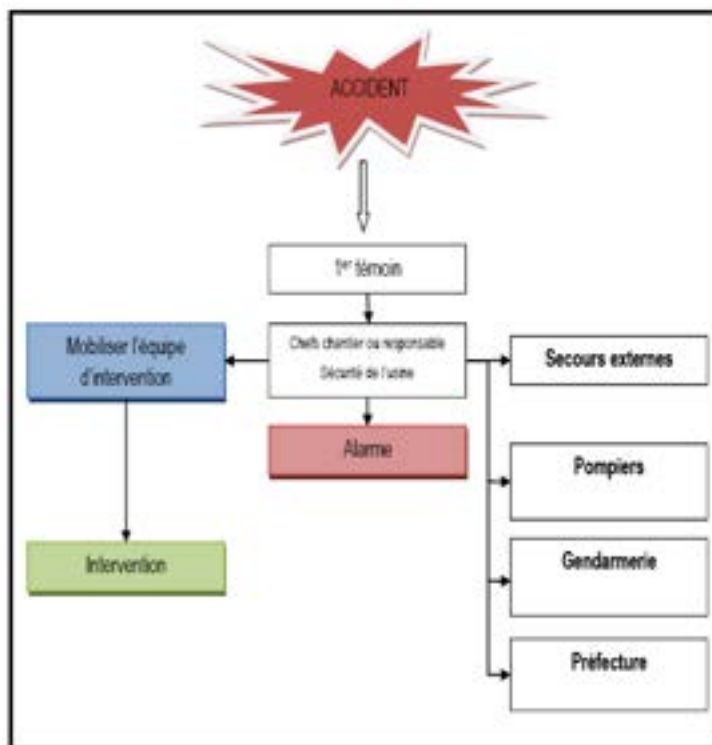 ACCIDENT
1er témoin
Chefs chantier ou responsable
Sécurité de l'usine
Mobiliser l'équipe
d'intervention
Secours externes
Alarme
Pompiers
Intervention
Gendarmerie
Préfecture